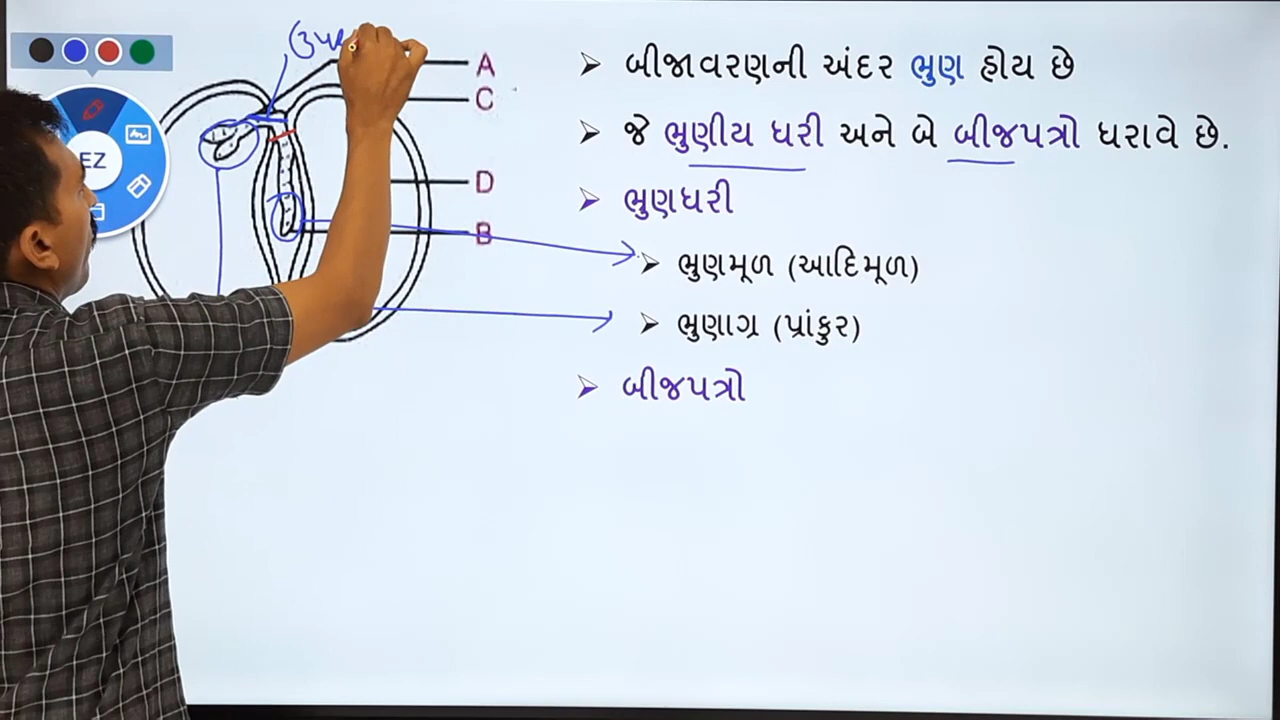 EZ
A
C
D
B
બીજાવરણની અંદર ભ્રુણ હોય છે
જે ભ્રુણીય ધરી અને બે બીજપત્રો ધરાવે છે.
ભ્રુણધરી
ભ્રુણમૂળ (આદિમૂળ)
ભ્રુણાગ્ર (પ્રાંકુર)
બીજપત્રો